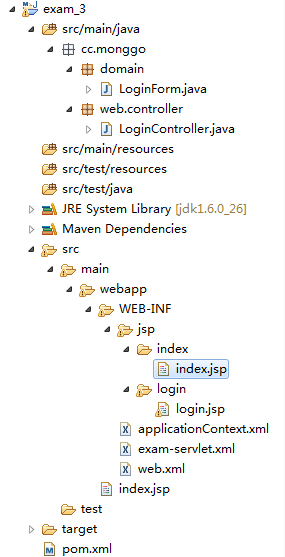 exam_3
src/main/java
cc.monggo
domain
LoginForm.java
web.controller
LoginController.java
src/main/resources
src/test/resources
src/test/java
JRE System Library [jdk1.6.0_26]
Maven Dependencies
src
main
webapp
WEB-INF
jsp
index
index.jsp
login
login.jsp
applicationContext.xml
exam-servlet.xml
web.xml
index.jsp
test
target
pom.xml